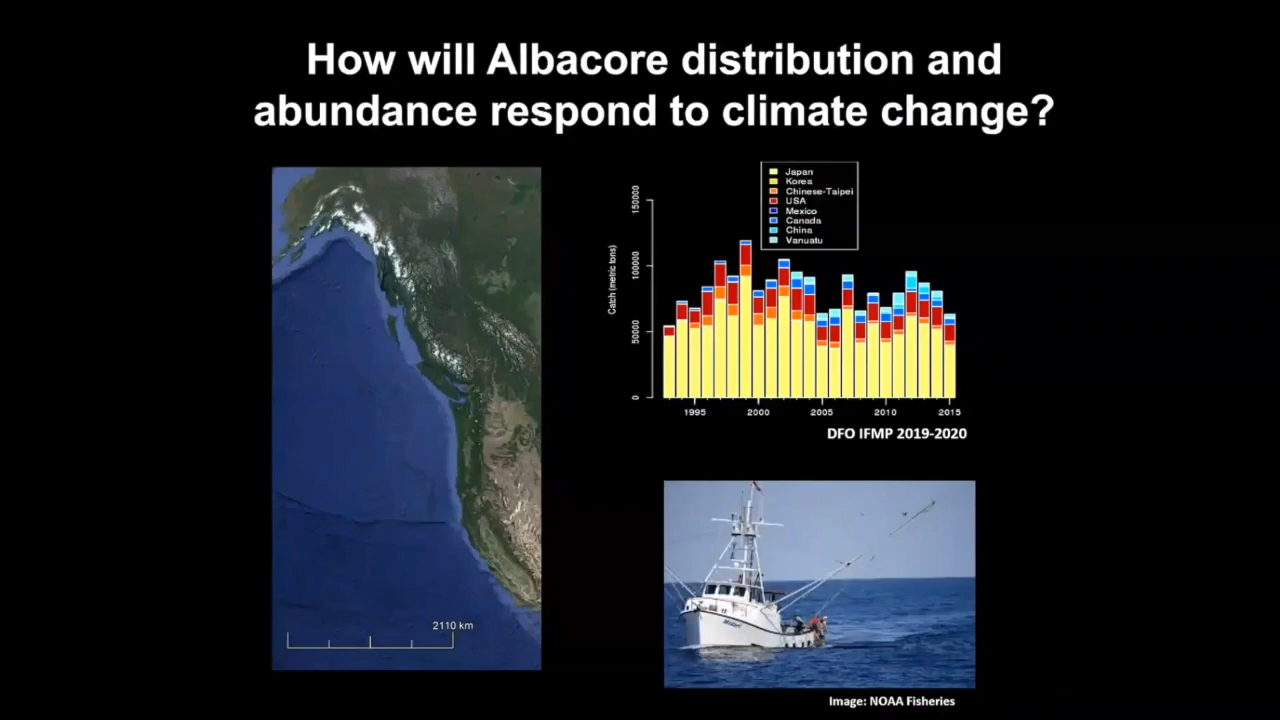 How will Albacore distribution and
abundance respond to climate change?
2110 km
Japan
Korea
Chinese-Taipei
USA
Mexico
Canada
China
Vanuatu
Catch (metric tons)
150000
100000
50000
0
1995
2000
2005
2010
2015
DFO IFMP 2019-2020
Image: NOAA Fisheries